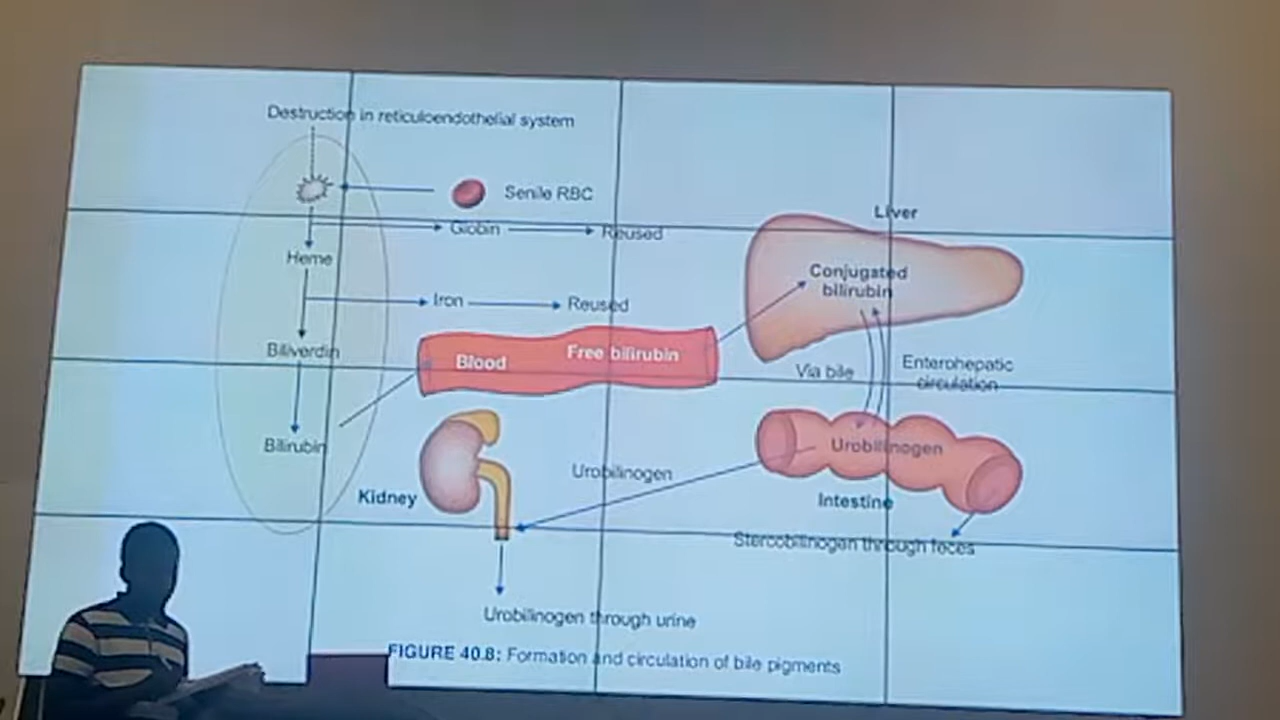 Destruction in reticuloendothelial system
Senile RBC
Globin
Reused
Liver
Heme
Conjugated
bilirubin
Iron
Reused
Biliverdin
Blood
Free bilirubin
Via bile
Enterohepatic
circulation
Bilirubin
Urobilinogen
Urobilinogen
Kidney
Intestine
Stercobilinogen through feces
Urobilinogen through urine
FIGURE 40.8: Formation and circulation of bile pigments